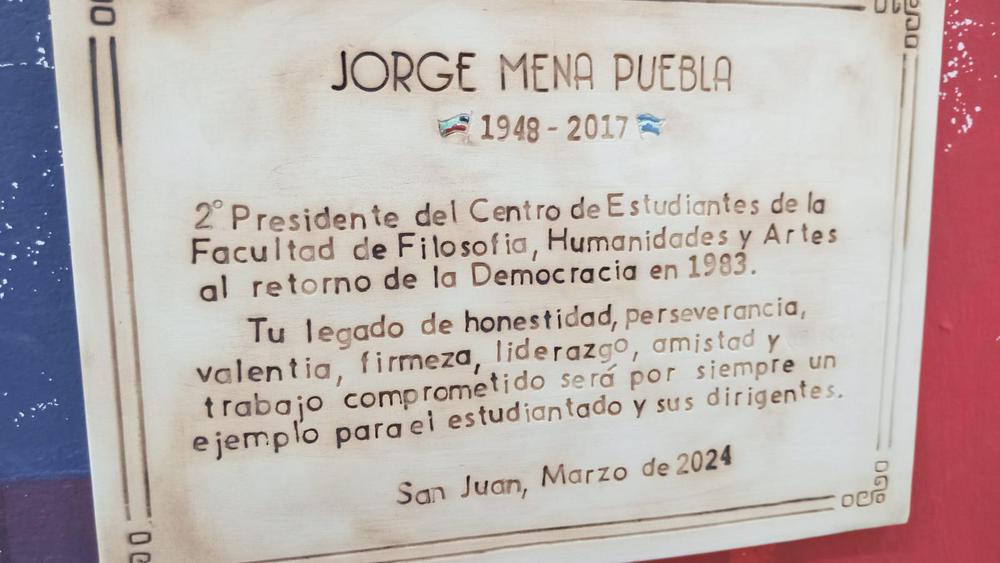 JORGE MENA PUEBLA
1948 - 2017
2° Presidente del Centro de Estudiantes de la
Facultad de Filosofia, Humanidades y Artes
al retorno de la Democracia en 1983.
Tu legado de honestidad, perseverancia,
valentia, firmeza, liderazgo, amistad y
trabajo comprometido será por siempre un
ejemplo para el estudiantado y sus dirigentes.
San Juan, Marzo de 2024